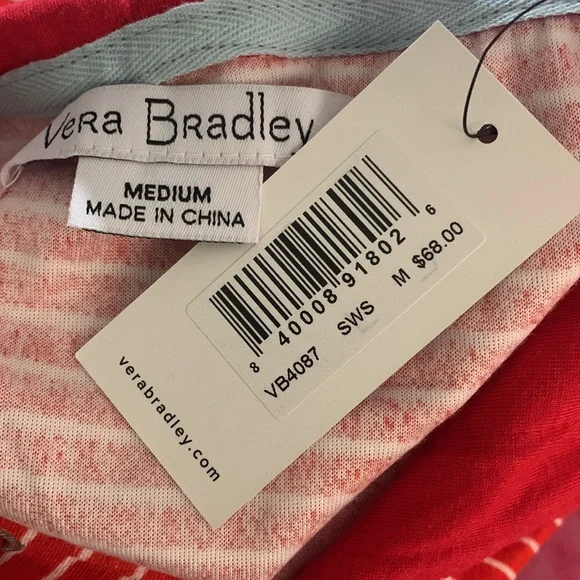 Vera Bradley
MEDIUM
MADE IN CHINA
8 40008 91802 6
VB4087 SWS M $68.00
verabradley.com